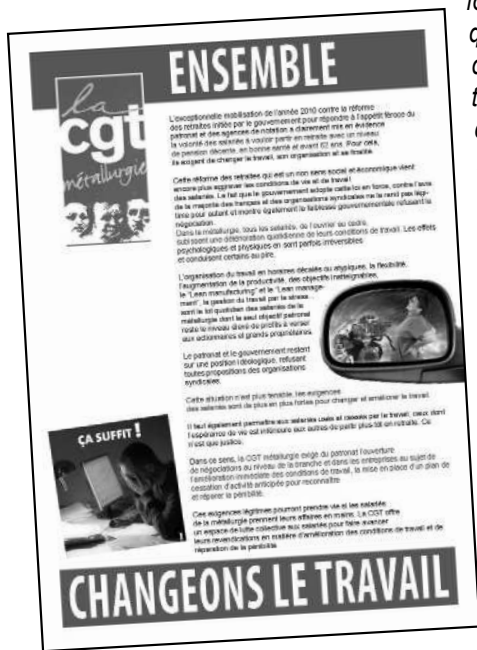 ENSEMBLE
la
cgt
métallurgie
L'exceptionnelle mobilisation de l'année 2010 contre la réforme
des retraites initiée par le gouvernement pour répondre à l'appétit féroce du
patronat et des agences de notation a clairement mis en évidence
la volonté des salariés à vouloir partir en retraite avec un niveau
de pension décente, en bonne santé et avant 62 ans. Pour cela,
ils exigent de changer le travail, son organisation et sa finalité.
Cette réforme des retraites qui est un non sens social et économique vient
encore plus aggraver les conditions de vie et de travail
Le fait que le gouvernement adopte cette loi en force, contre l'avis
de la majorité des français et des organisations syndicales ne la rend pas légi-
time pour autant et montre également la faiblesse gouvernementale refusant la
négociation.
Dans la métallurgie, tous les salariés, de l'ouvrier au cadre,
subissent une détérioration quotidienne de leurs conditions de travail. Les effets
psychologiques et physiques en sont parfois irréversibles
et conduisent certains au pire.
L'organisation du travail en horaires décalés ou atypiques, la flexibilité,
l'augmentation de la productivité, des objectifs inatteignables,
le "Lean manufacturing" et le "Lean manage-
ment", la gestion du travail par le stress...
sont le lot quotidien des salariés de la
métallurgie dont le seul objectif patronal
reste le niveau élevé de profits à verser
aux actionnaires et grands propriétaires.
Le patronat et le gouvernement restent
sur une position idéologique, refusant
toutes propositions des organisations
syndicales.
Cette situation n'est plus tenable, les exigences
des salariés sont de plus en plus fortes pour changer et améliorer le travail.
Il faut également permettre aux salariés usés et cassés par le travail, ceux dont
l'espérance de vie est inférieure aux autres de partir plus tôt en retraite. Ce
n'est que justice.
ÇA SUFFIT !
Dans ce sens, la CGT métallurgie exige du patronat l'ouverture
de négociations au niveau de la branche et dans les entreprises au sujet de
l'amélioration immédiate des conditions de travail, la mise en place d'un plan de
cessation d'activité anticipée pour reconnaître
et réparer la pénibilité.
Ces exigences légitimes pourront prendre vie si les salariés
de la métallurgie prennent leurs affaires en mains. La CGT offre
un espace de lutte collective aux salariés pour faire avancer
leurs revendications en matière d'amélioration des conditions de travail et de
réparation de la pénibilité.
CHANGEONS LE TRAVAIL